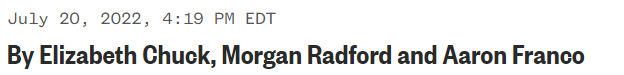 July 20, 2022, 4:19 PM EDT
By Elizabeth Chuck, Morgan Radford and Aaron Franco